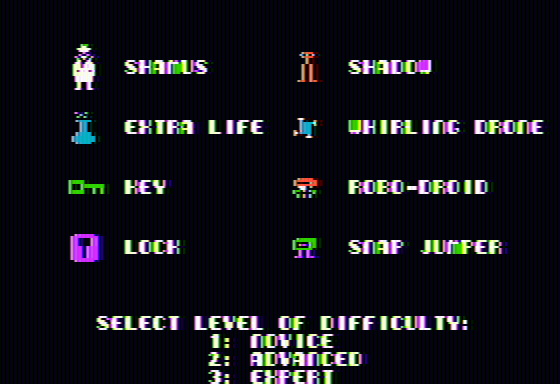 SHAMUS SHADOW
EXTRA LIFE WHIRLING DRONE
KEY ROBO-DROID
LOCK SNAP JUMPER
SELECT LEVEL OF DIFFICULTY:
1: NOVICE
2: ADVANCED
3: EXPERT